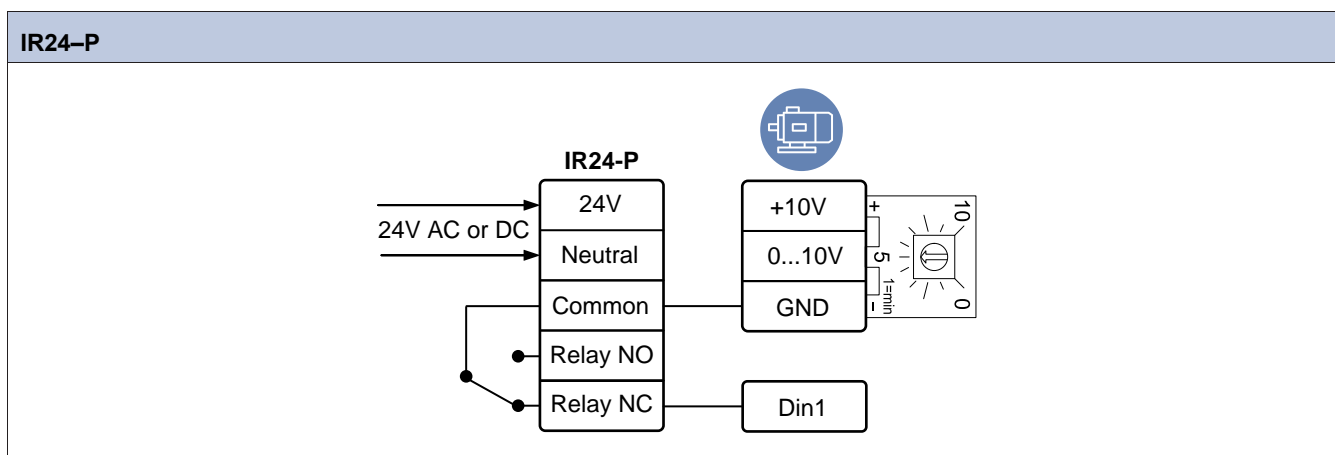 IR24–P
IR24-P
24V
+10V
+
10
24V AC or DC
Neutral
0...10V
5
1=min
Common
GND
-
0
Relay NO
Relay NC
Din1